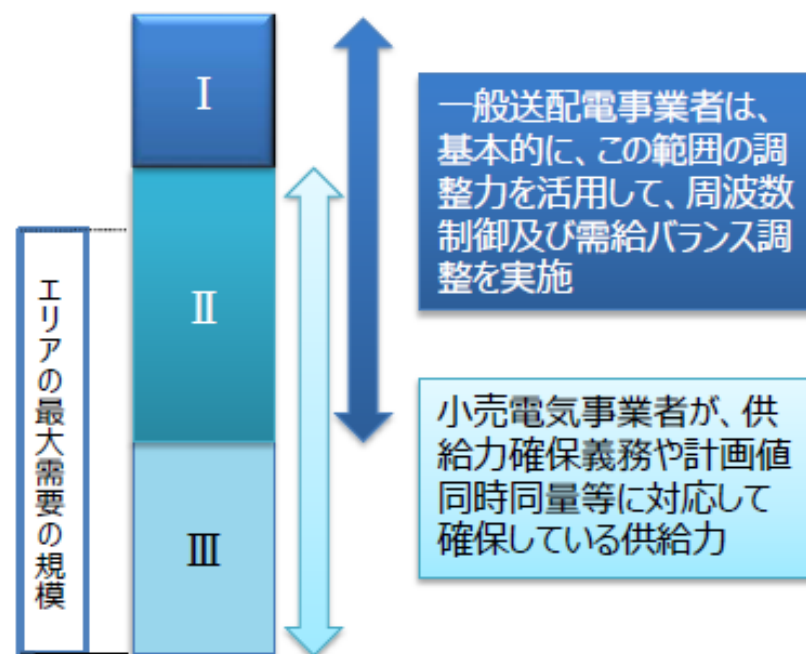 Ⅰ
Ⅱ
Ⅲ
エリアの最大需要の規模
一般送配電事業者は、
基本的に、この範囲の調
整力を活用して、周波数
制御及び需給バランス調
整を実施
小売電気事業者が、供
給力確保義務や計画値
同時同量等に対応して
確保している供給力